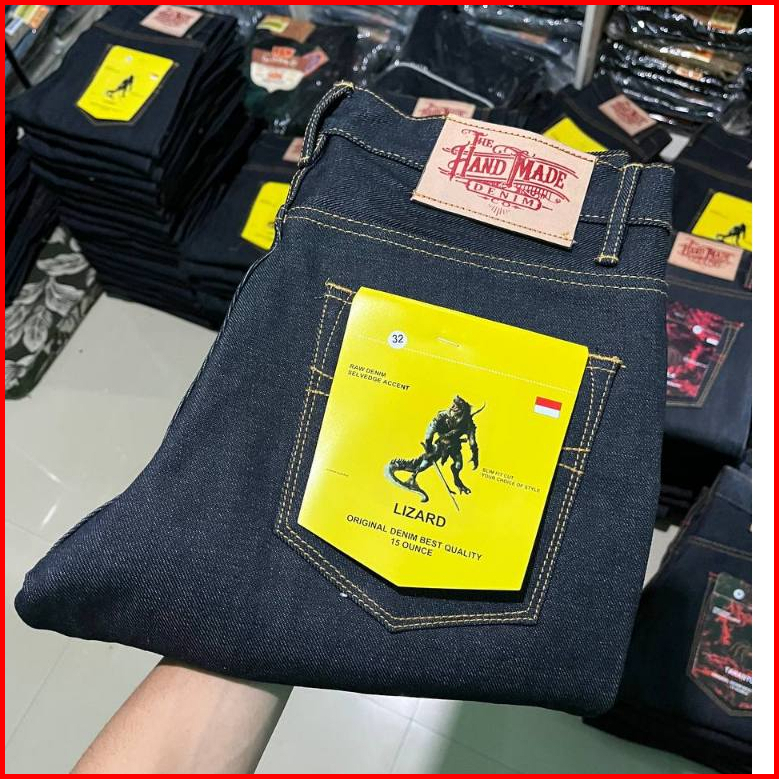 THE
HAND MADE
DENIM
CO
32
RAW DENIM
SELVEDGE ACCENT
SLIM FIT CUT
YOUR CHOICE OF STYLE
LIZARD
ORIGINAL DENIM BEST QUALITY
15 OUNCE